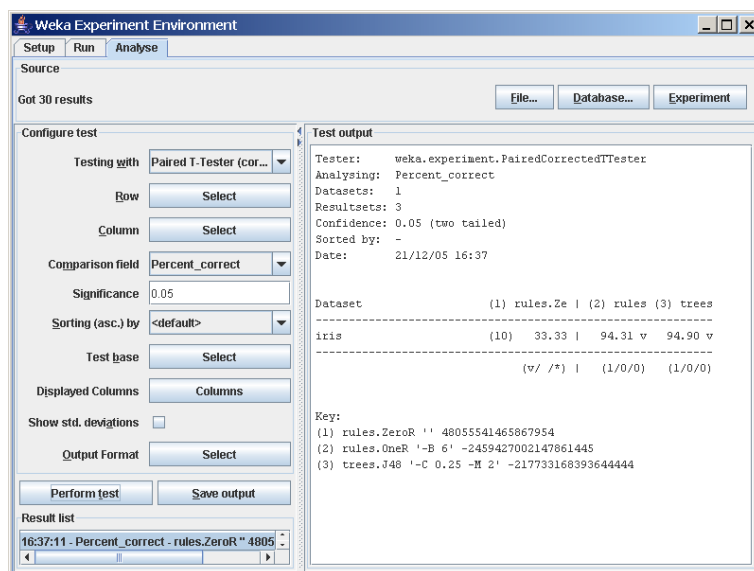 Weka Experiment Environment
Setup Run Analyse
Source
Got 30 results
File... Database... Experiment
Configure test
Testing with Paired T-Tester (cor...
Row Select
Column Select
Comparison field Percent_correct
Significance 0.05
Sorting (asc.) by <default>
Test base Select
Displayed Columns Columns
Show std. deviations
Output Format Select
Perform test Save output
Result list
16:37:11 - Percent_correct - rules.ZeroR '' 4805
Test output
Tester: weka.experiment.PairedCorrectedTTester
Analysing: Percent_correct
Datasets: 1
Resultsets: 3
Confidence: 0.05 (two tailed)
Sorted by: -
Date: 21/12/05 16:37
Dataset (1) rules.Ze | (2) rules (3) trees
----------------------------------------------------------
iris (10) 33.33 | 94.31 v 94.90 v
----------------------------------------------------------
(v/ /*) | (1/0/0) (1/0/0)
Key:
(1) rules.ZeroR '' 48055541465867954
(2) rules.OneR '-B 6' -2459427002147861445
(3) trees.J48 '-C 0.25 -M 2' -217733168393644444